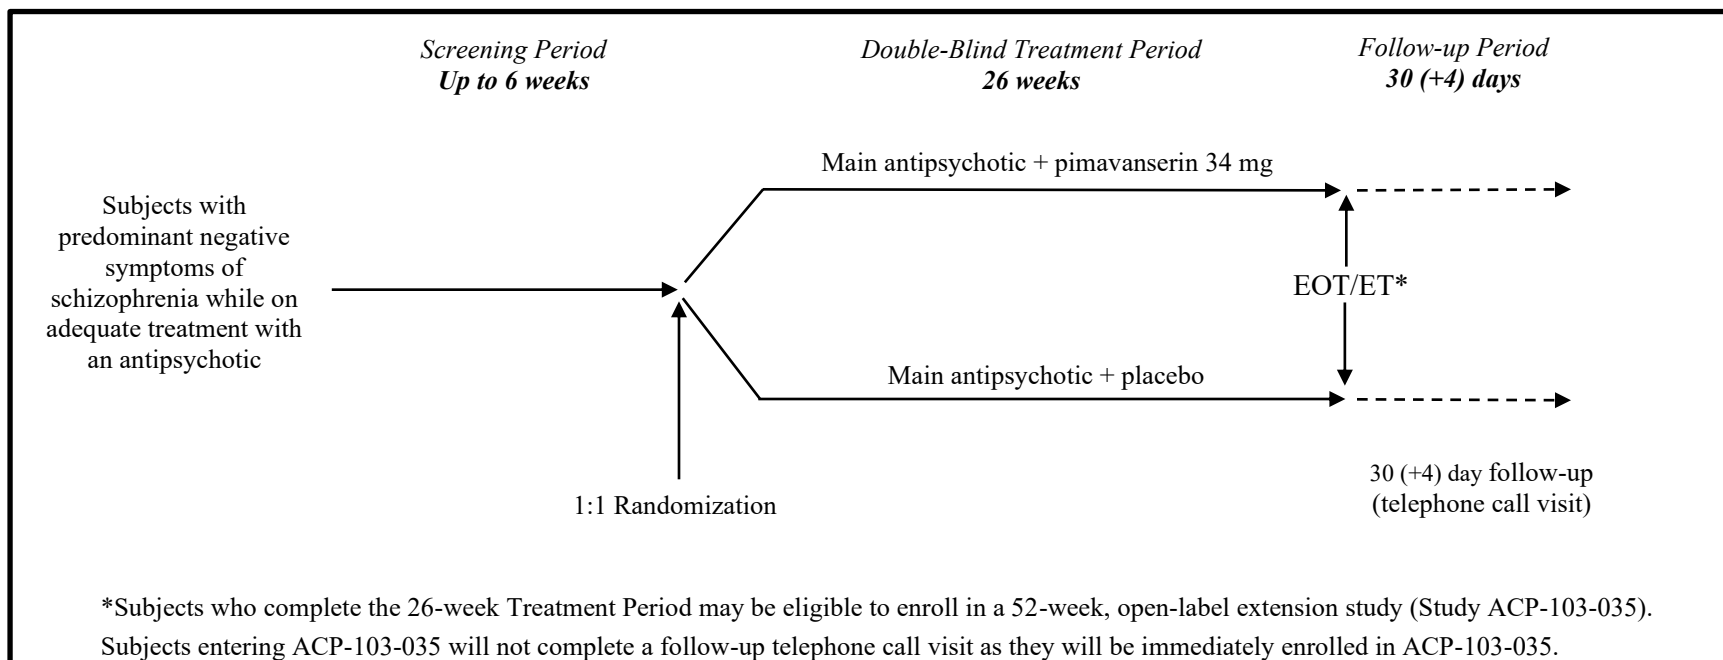 Screening Period
Up to 6 weeks
Double-Blind Treatment Period
26 weeks
Follow-up Period
30 (+4) days
Subjects with
predominant negative
symptoms of
schizophrenia while on
adequate treatment with
an antipsychotic
Main antipsychotic + pimavanserin 34 mg
EOT/ET*
Main antipsychotic + placebo
1:1 Randomization
30 (+4) day follow-up
(telephone call visit)
*Subjects who complete the 26-week Treatment Period may be eligible to enroll in a 52-week, open-label extension study (Study ACP-103-035).
Subjects entering ACP-103-035 will not complete a follow-up telephone call visit as they will be immediately enrolled in ACP-103-035.